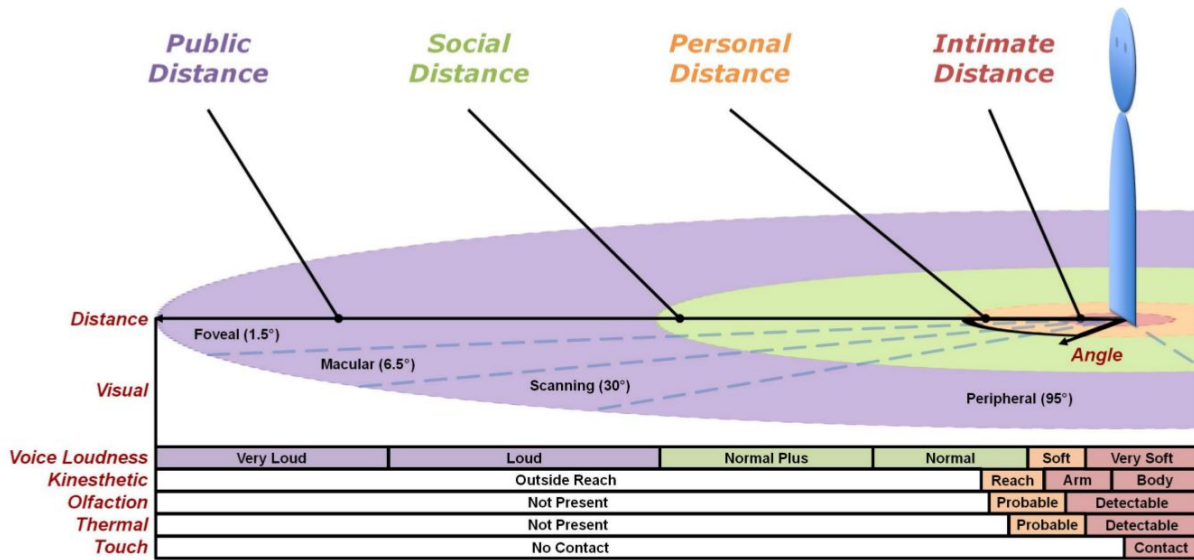 Public
Distance
Social
Distance
Personal
Distance
Intimate
Distance
Distance
Foveal (1.5°)
Macular (6.5°)
Scanning (30°)
Peripheral (95°)
Angle
Visual
Voice Loudness Very Loud Loud Normal Plus Normal Soft Very Soft
Kinesthetic Outside Reach Reach Arm Body
Olfaction Not Present Probable Detectable
Thermal Not Present Probable Detectable
Touch No Contact Contact